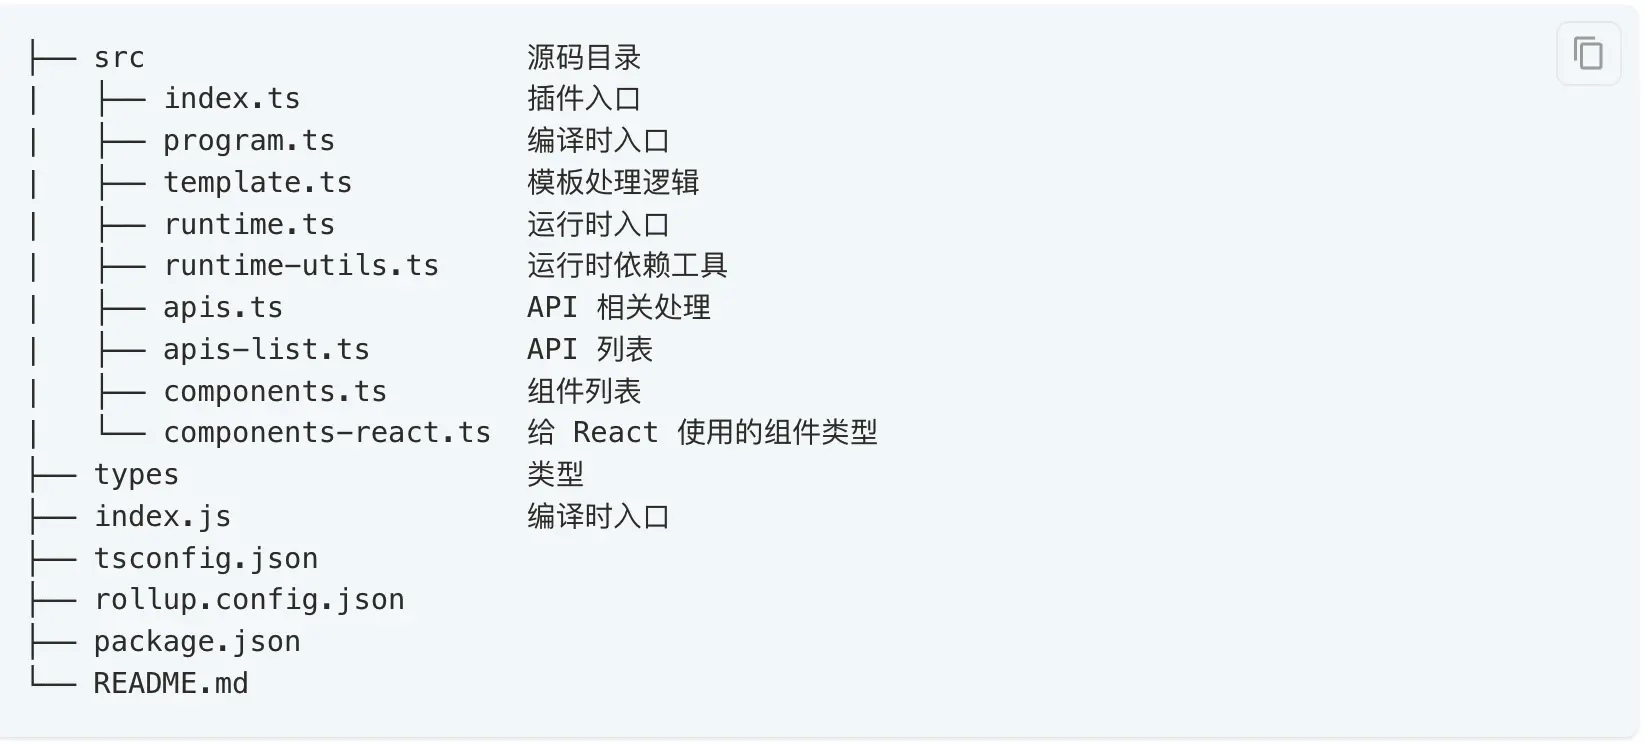 ├── src                      源码目录
|   ├── index.ts             插件入口
|   ├── program.ts           编译时入口
|   ├── template.ts          模板处理逻辑
|   ├── runtime.ts           运行时入口
|   ├── runtime-utils.ts     运行时依赖工具
|   ├── apis.ts              API 相关处理
|   ├── apis-list.ts         API 列表
|   ├── components.ts        组件列表
|   └── components-react.ts  给 React 使用的组件类型
├── types                    类型
├── index.js                 编译时入口
├── tsconfig.json
├── rollup.config.json
├── package.json
└── README.md